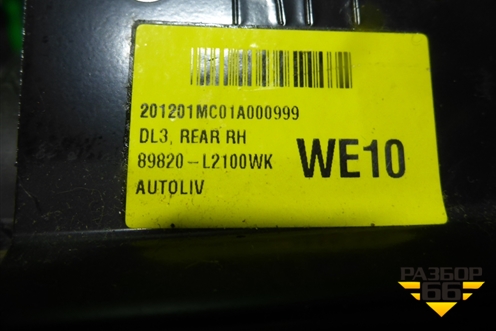 201201MC01A000999
DL3, REAR RH
89820-L2100WK
WE10
AUTOLIV
РАЗБОР
66